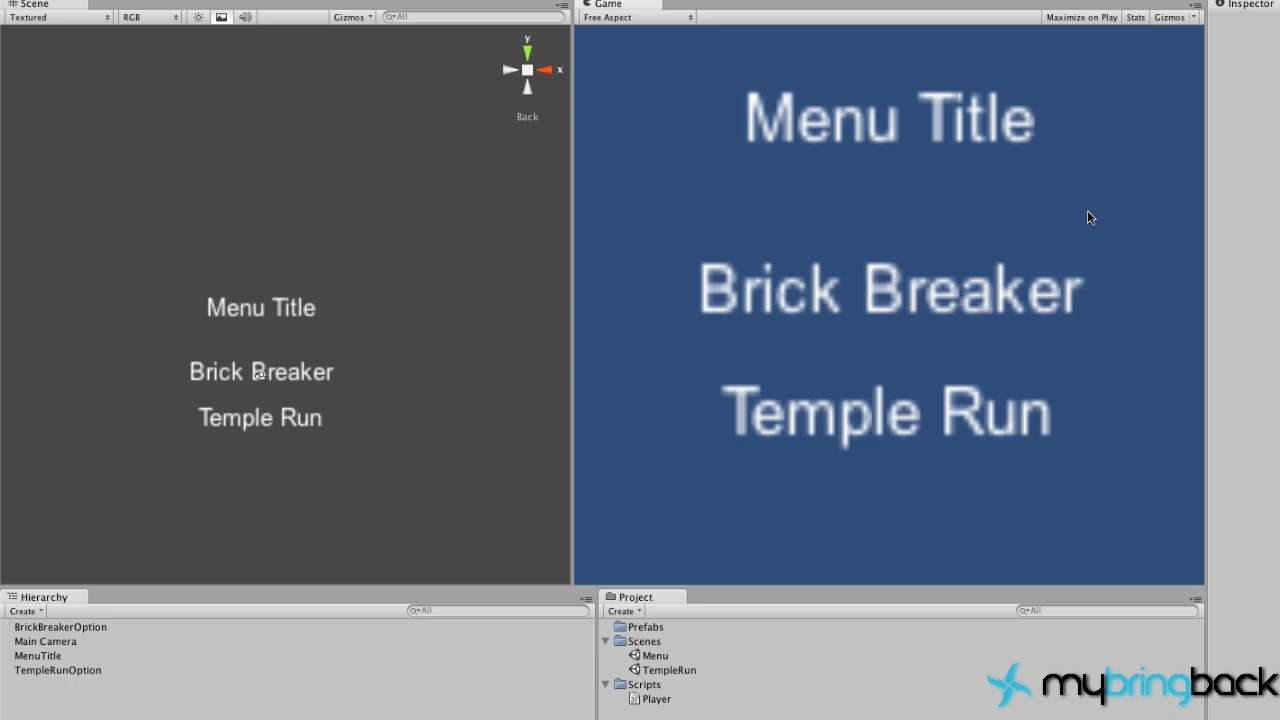 Scene
Textured
RGB
Gizmos
All
y
x
Back
Menu Title
Brick Breaker
Temple Run
Game
Free Aspect
Maximize on Play
Stats
Gizmos
Menu Title
Brick Breaker
Temple Run
Inspector
Hierarchy
Create
All
BrickBreakerOption
Main Camera
MenuTitle
TempleRunOption
Project
Create
All
Prefabs
Scenes
Menu
TempleRun
Scripts
Player
mybringback